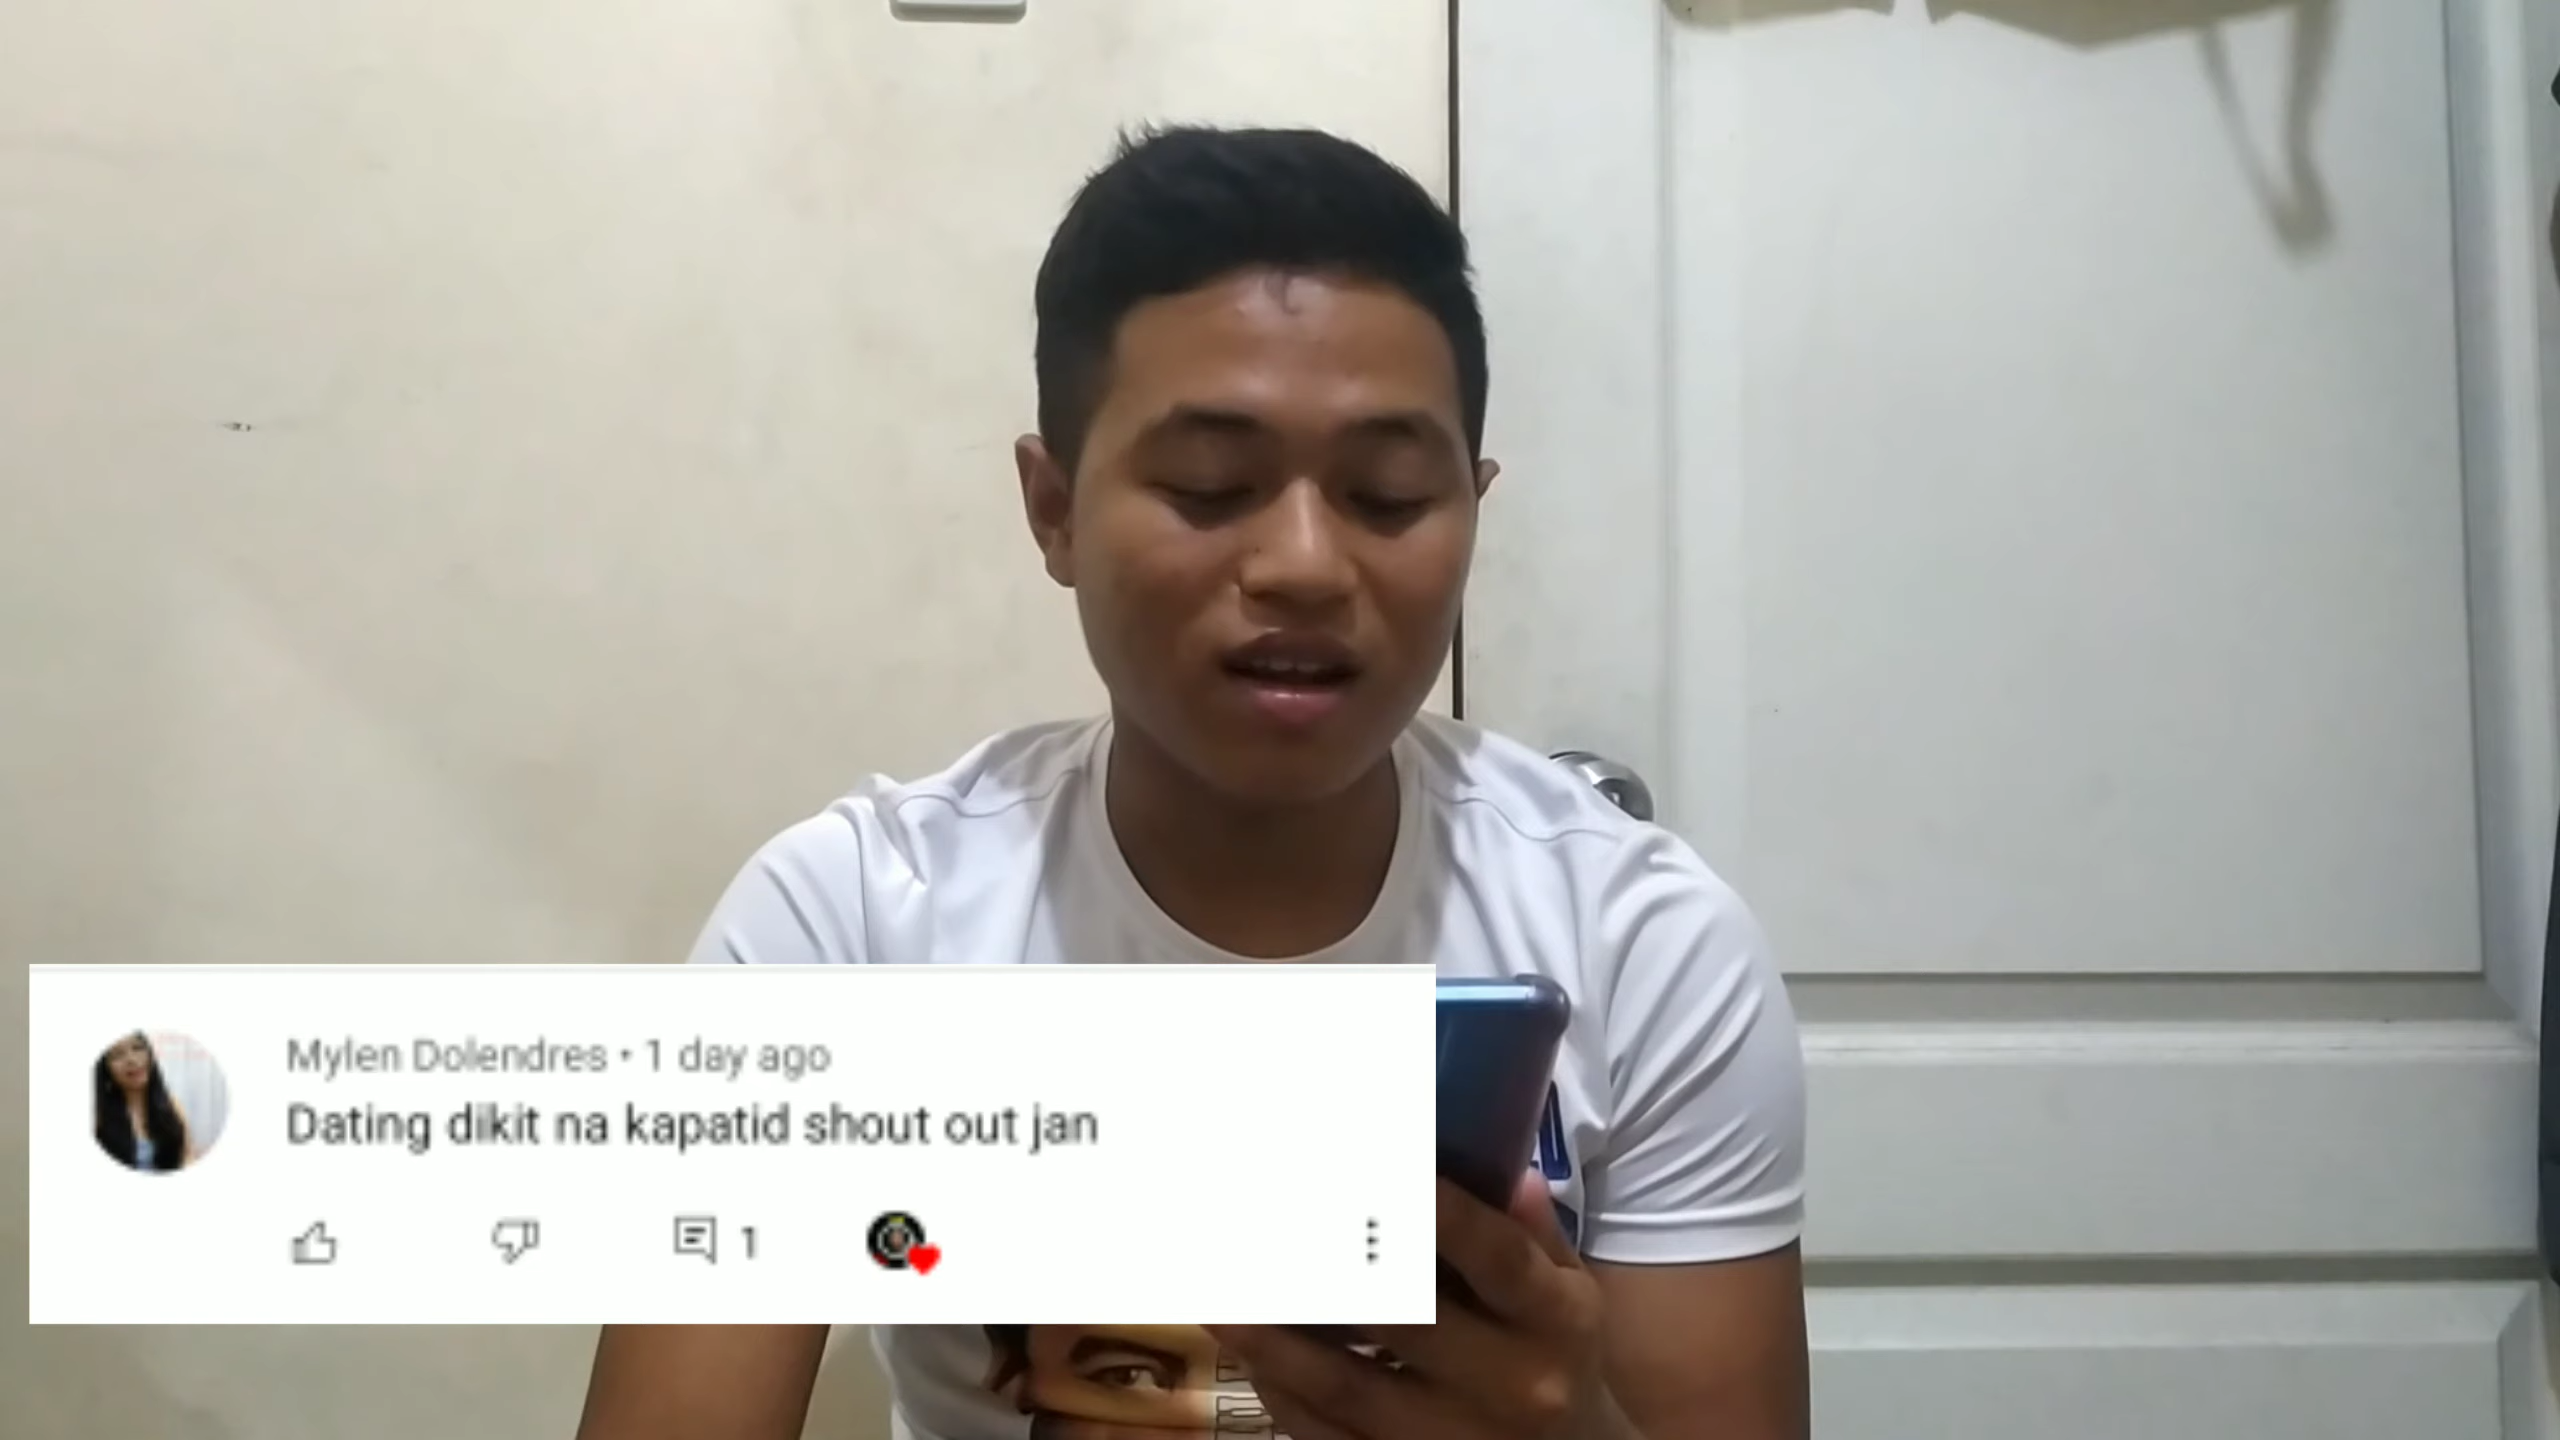 Mylen Dolendres • 1 day ago
Dating dikit na kapatid shout out jan
1